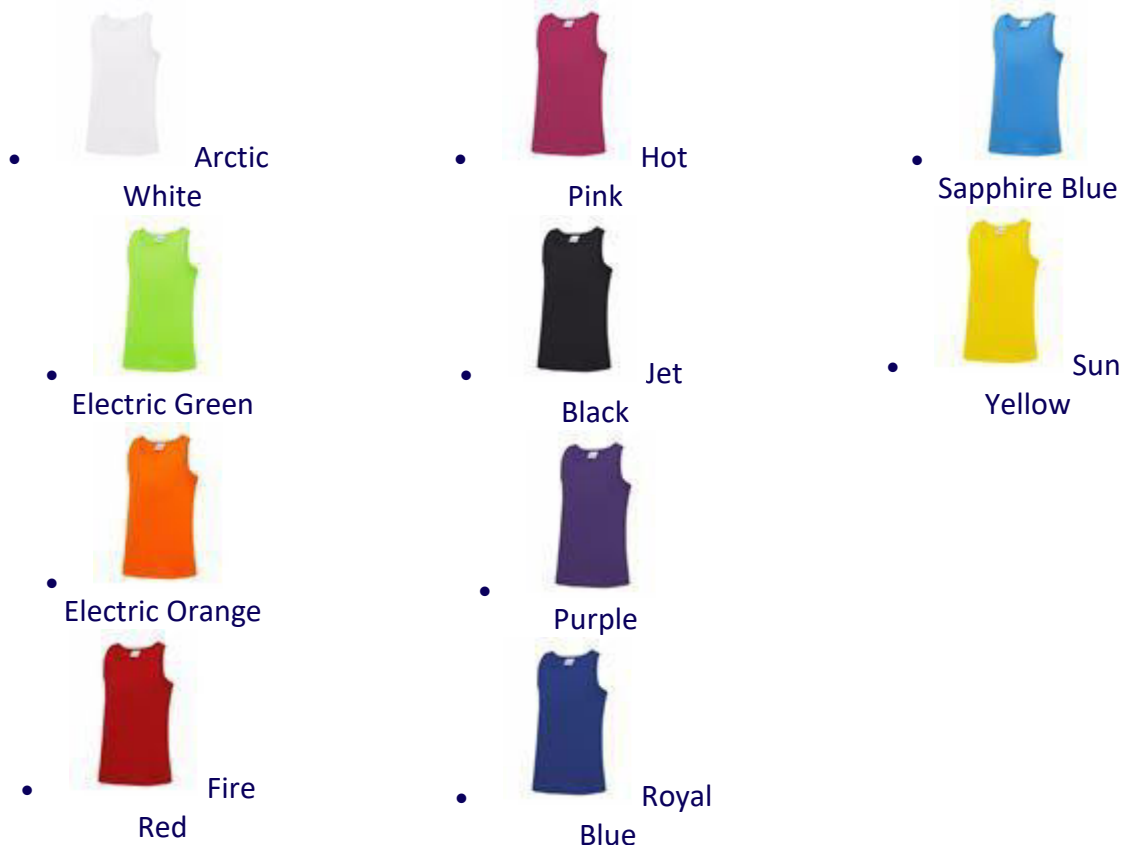 • Arctic
White
• Electric Green
• Electric Orange
• Fire
Red
• Hot
Pink
• Jet
Black
• Purple
• Royal
Blue
• Sapphire Blue
• Sun
Yellow